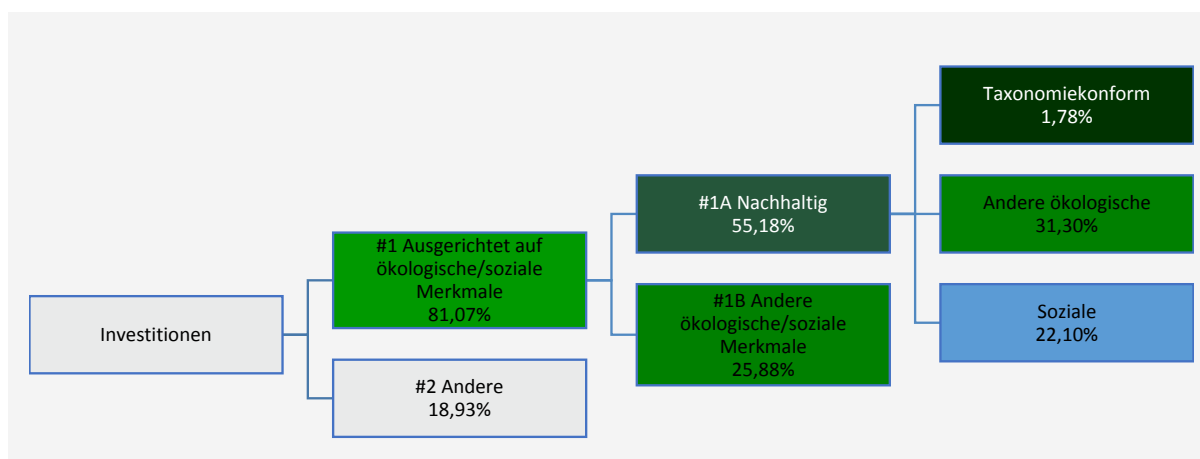 Investitionen
#1 Ausgerichtet auf
ökologische/soziale
Merkmale
81,07%
#2 Andere
18,93%
#1A Nachhaltig
55,18%
#1B Andere
ökologische/soziale
Merkmale
25,88%
Taxonomiekonform
1,78%
Andere ökologische
31,30%
Soziale
22,10%